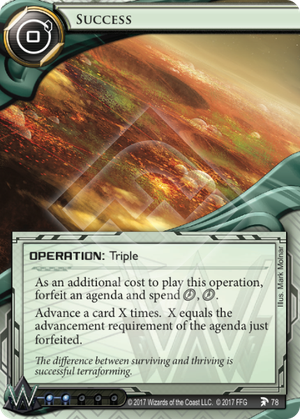 SUCCESS
OPERATION: Triple
As an additional cost to play this operation,
forfeit an agenda and spend , .
Advance a card X times. X equals the
advancement requirement of the agenda just
forfeited.
The difference between surviving and thriving is
successful terraforming.
Illus. Mark Molnar
© 2017 Wizards of the Coast LLC. © 2017 FFG
78